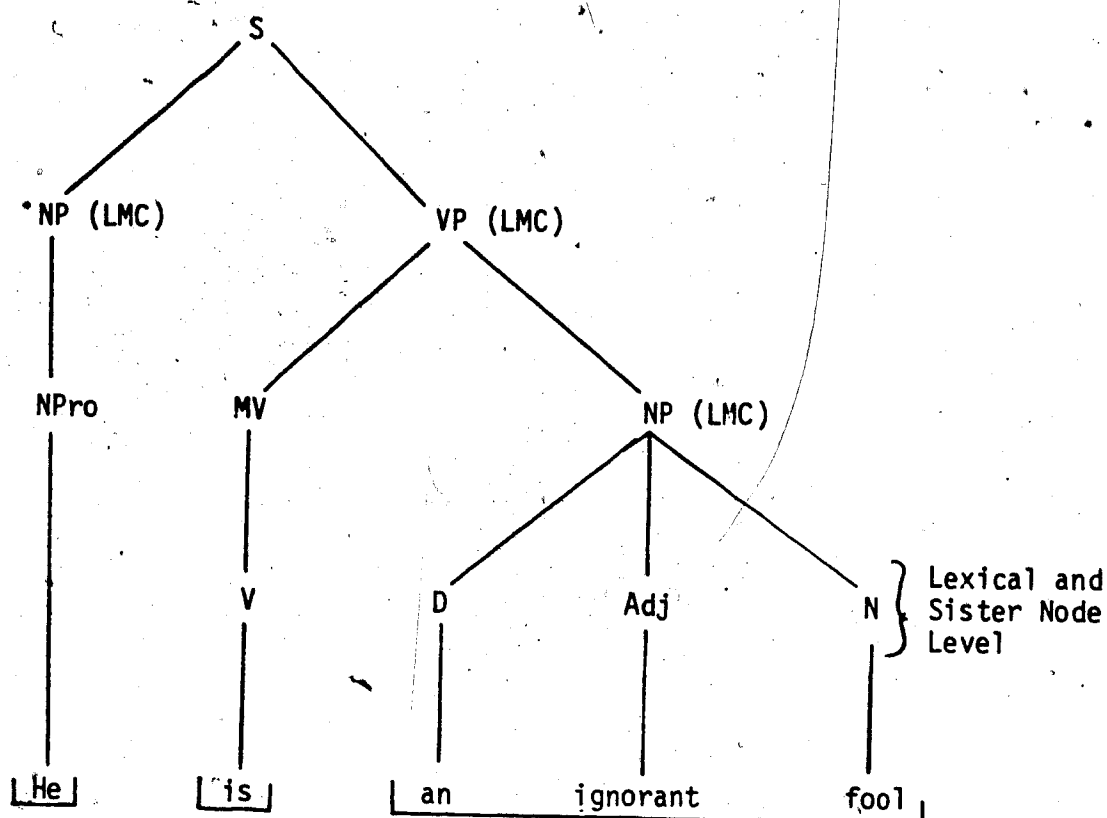 S
NP (LMC) VP (LMC)
NPro MV NP (LMC)
V D Adj N Lexical and
Sister Node
Level
He is an ignorant fool